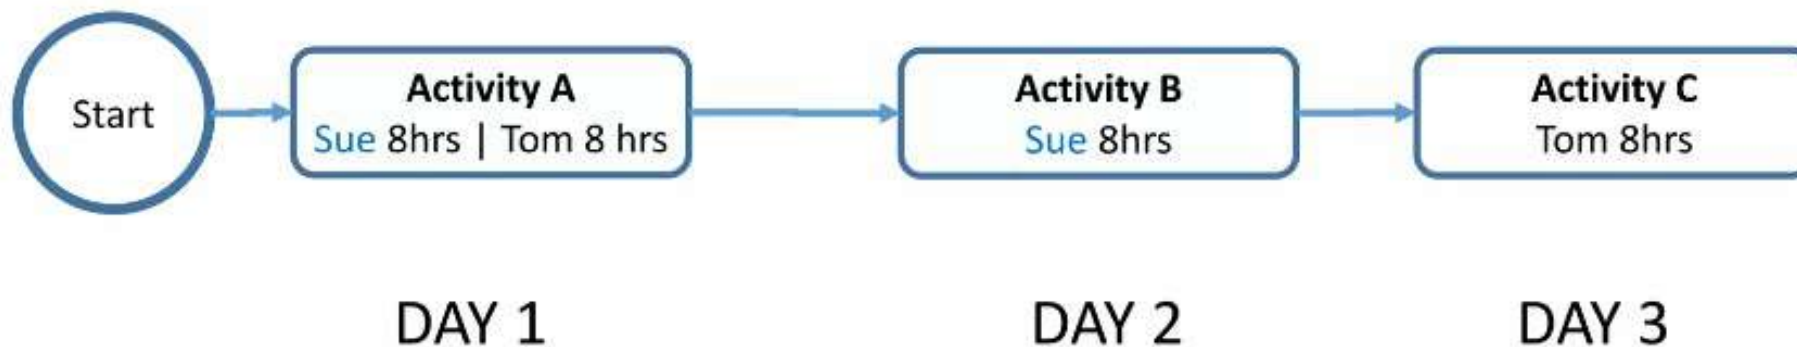 Start
Activity A
Sue 8hrs | Tom 8 hrs
Activity B
Sue 8hrs
Activity C
Tom 8hrs
DAY 1
DAY 2
DAY 3